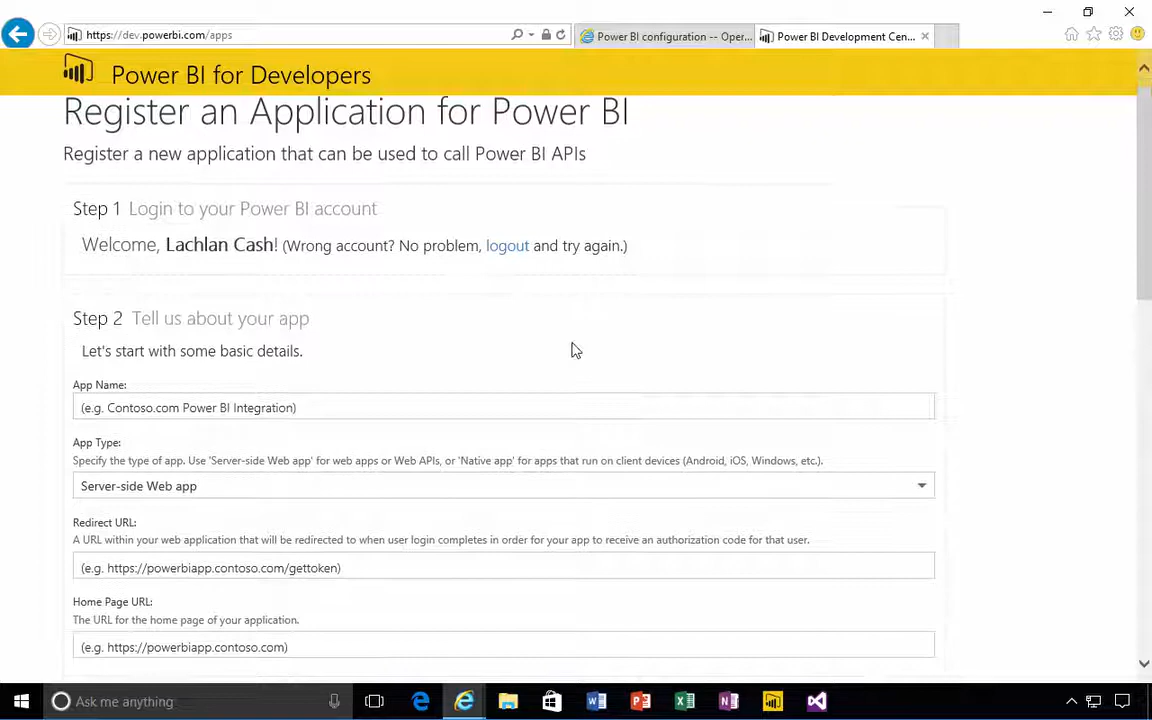 https://dev.powerbi.com/apps
Power BI configuration -- Oper...
Power BI Development Cen...
Power BI for Developers
Register an Application for Power BI
Register a new application that can be used to call Power BI APIs
Step 1 Login to your Power BI account
Welcome, Lachlan Cash! (Wrong account? No problem, logout and try again.)
Step 2 Tell us about your app
Let's start with some basic details.
App Name:
(e.g. Contoso.com Power BI Integration)
App Type:
Specify the type of app. Use 'Server-side Web app' for web apps or Web APIs, or 'Native app' for apps that run on client devices (Android, iOS, Windows, etc.).
Server-side Web app
Redirect URL:
A URL within your web application that will be redirected to when user login completes in order for your app to receive an authorization code for that user.
(e.g. https://powerbiapp.contoso.com/gettoken)
Home Page URL:
The URL for the home page of your application.
(e.g. https://powerbiapp.contoso.com)
Ask me anything